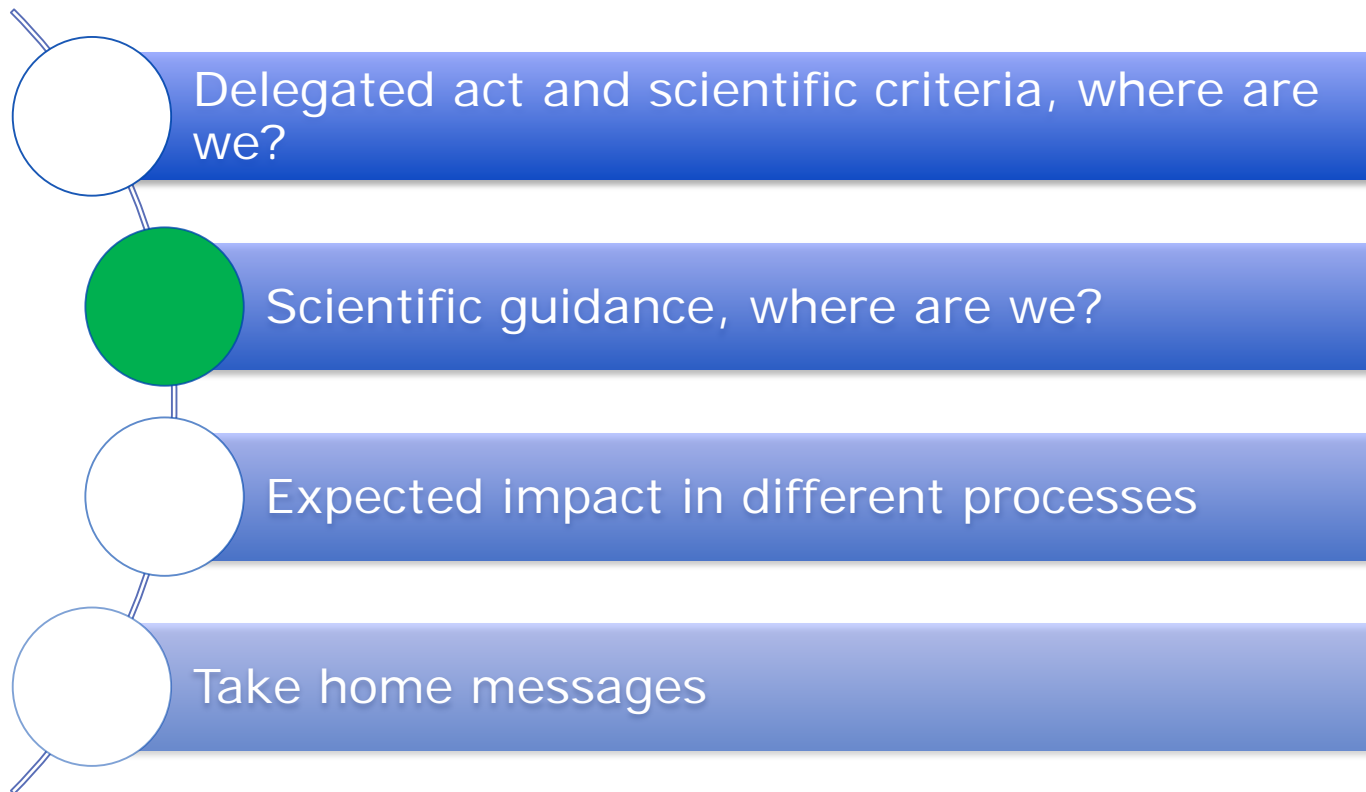 Delegated act and scientific criteria, where are
we?
Scientific guidance, where are we?
Expected impact in different processes
Take home messages